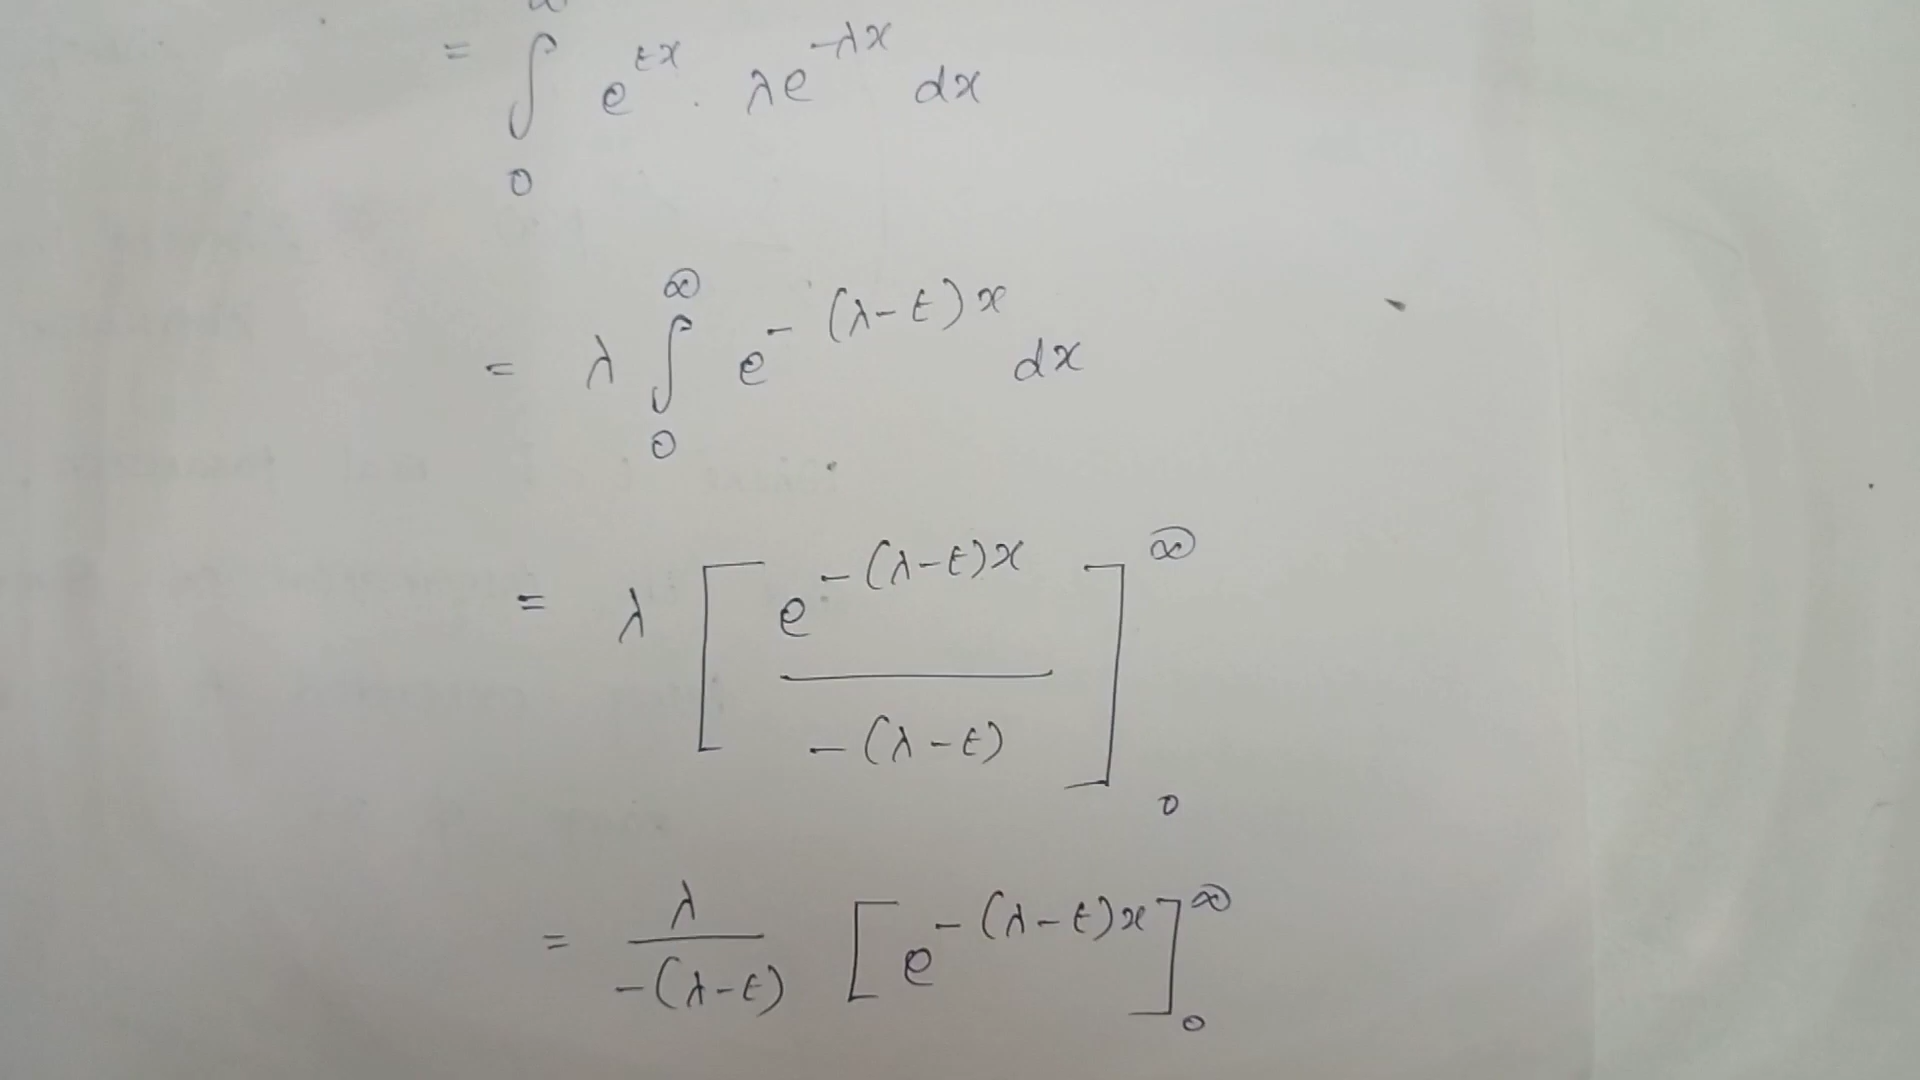 = ∫₀^∞ e^{tx} . λe^{-λx} dx
= λ ∫₀^∞ e^{-(λ-t)x} dx
= λ [ e^{-(λ-t)x} / -(λ-t) ]₀^∞
= λ / -(λ-t) [ e^{-(λ-t)x} ]₀^∞